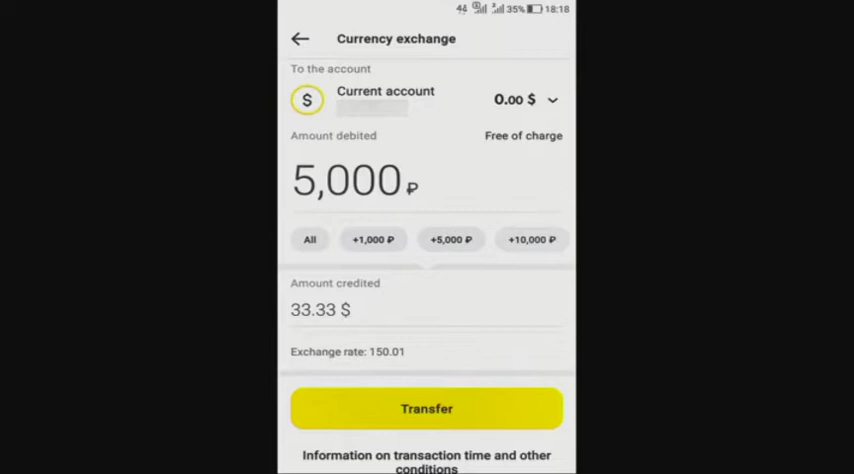 4G 35% 18:18
Currency exchange
To the account
$ Current account 0.00 $
Amount debited Free of charge
5,000 ₽
All +1,000 ₽ +5,000 ₽ +10,000 ₽
Amount credited
33.33 $
Exchange rate: 150.01
Transfer
Information on transaction time and other
conditions